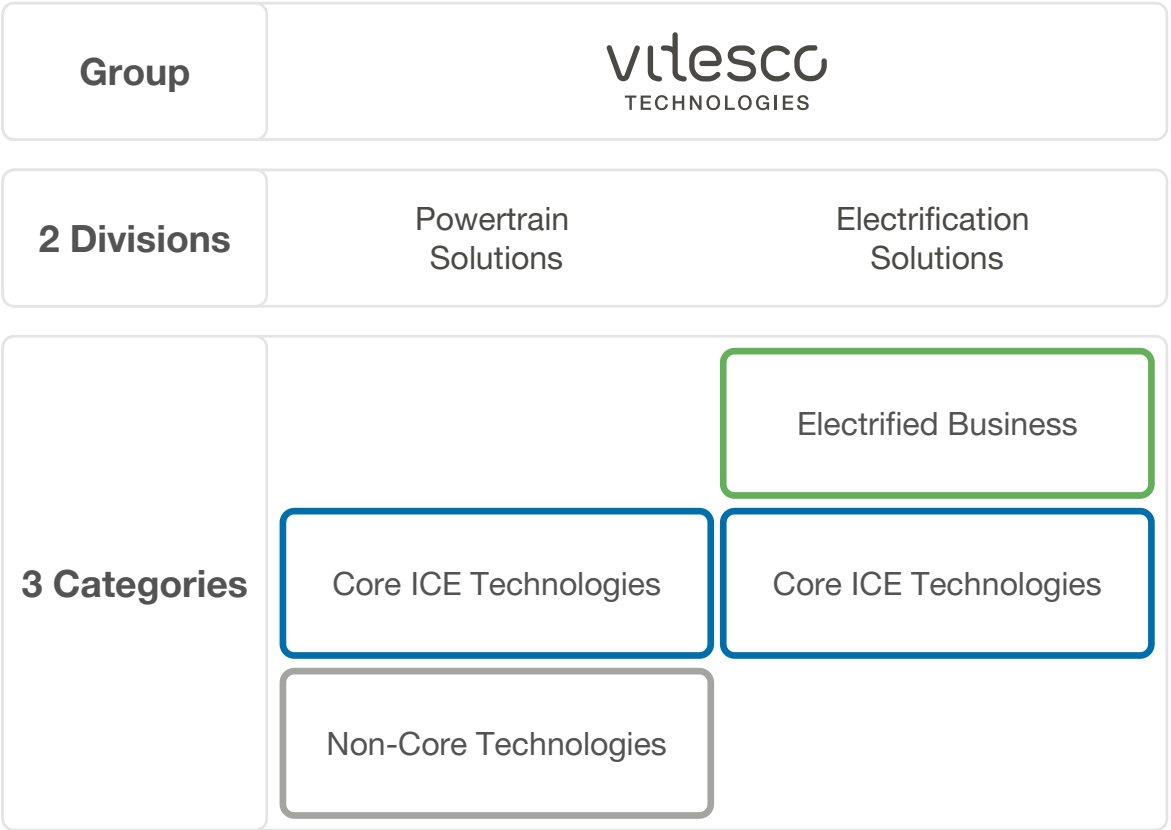 Group
vitesco
TECHNOLOGIES
2 Divisions
Powertrain
Solutions
Electrification
Solutions
3 Categories
Electrified Business
Core ICE Technologies
Core ICE Technologies
Non-Core Technologies